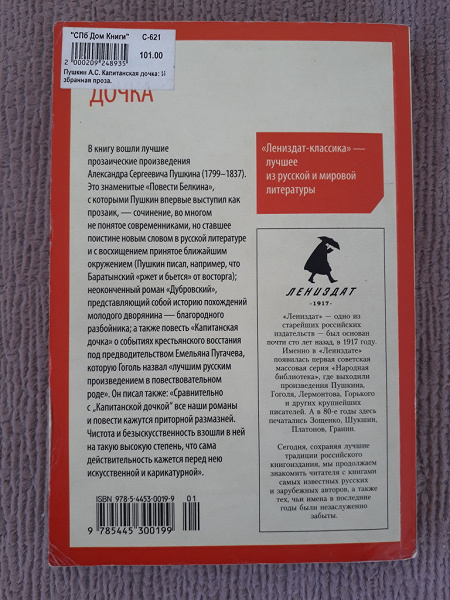 "СПб Дом Книги" С-621
101.00
2 000209 248935
Пушкин А.С. Капитанская дочка: И
збранная проза.
ДОЧКА
В книгу вошли лучшие
прозаические произведения
Александра Сергеевича Пушкина (1799–1837).
Это знаменитые «Повести Белкина»,
с которыми Пушкин впервые выступил как
прозаик, — сочинение, во многом
не понятое современниками, но ставшее
поистине новым словом в русской литературе
и с восхищением принятое ближайшим
окружением (Пушкин писал, например, что
Баратынский «ржет и бьется» от восторга);
неоконченный роман «Дубровский»,
представляющий собой историю похождений
молодого дворянина — благородного
разбойника; а также повесть «Капитанская
дочка» о событиях крестьянского восстания
под предводительством Емельяна Пугачева,
которую Гоголь назвал «лучшим русским
произведением в повествовательном
роде». Он писал также: «Сравнительно
с „Капитанской дочкой" все наши романы
и повести кажутся приторной размазней.
Чистота и безыскусственность взошли в ней
на такую высокую степень, что сама
действительность кажется перед нею
искусственной и карикатурной».
ISBN 978-5-4453-0019-9 01
9 785445 300199
«Лениздат-классика» —
лучшее
из русской и мировой
литературы
ЛЕНИЗДАТ
-1917-
«Лениздат» — одно из
старейших российских
издательств — был основан
почти сто лет назад, в 1917 году.
Именно в «Лениздате»
появилась первая советская
массовая серия «Народная
библиотека», где выходили
произведения Пушкина,
Гоголя, Лермонтова, Горького
и других крупнейших
писателей. А в 80-е годы здесь
печатались Зощенко, Шукшин,
Платонов, Гранин.
Сегодня, сохраняя лучшие
традиции российского
книгоиздания, мы продолжаем
знакомить читателя с книгами
самых известных русских
и зарубежных авторов, а также
тех, чьи имена в последние
годы были незаслуженно
забыты.